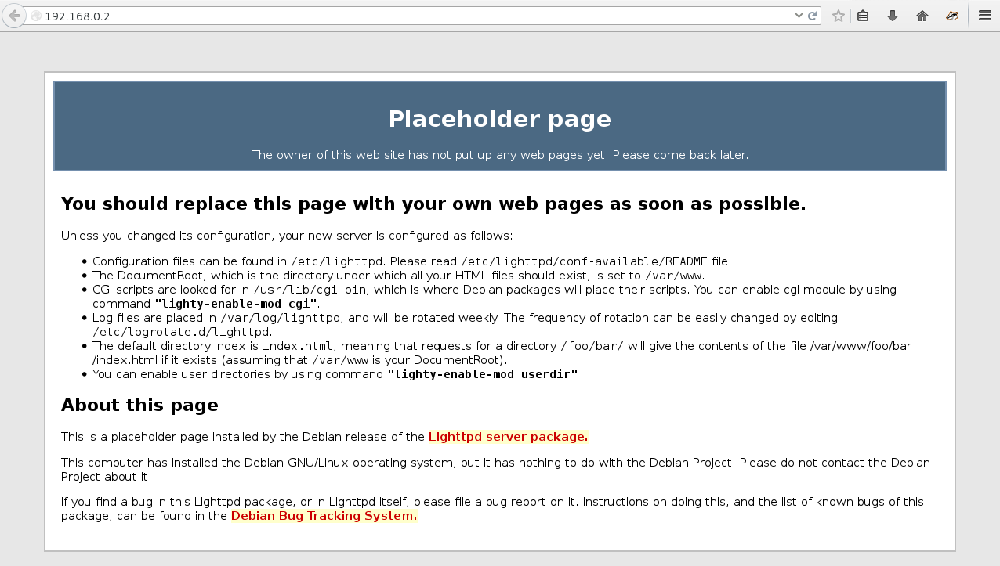 192.168.0.2
Placeholder page
The owner of this web site has not put up any web pages yet. Please come back later.
You should replace this page with your own web pages as soon as possible.
Unless you changed its configuration, your new server is configured as follows:
• Configuration files can be found in /etc/lighttpd. Please read /etc/lighttpd/conf-available/README file.
• The DocumentRoot, which is the directory under which all your HTML files should exist, is set to /var/www.
• CGI scripts are looked for in /usr/lib/cgi-bin, which is where Debian packages will place their scripts. You can enable cgi module by using
command "lighty-enable-mod cgi".
• Log files are placed in /var/log/lighttpd, and will be rotated weekly. The frequency of rotation can be easily changed by editing
/etc/logrotate.d/lighttpd.
• The default directory index is index.html, meaning that requests for a directory /foo/bar/ will give the contents of the file /var/www/foo/bar
/index.html if it exists (assuming that /var/www is your DocumentRoot).
• You can enable user directories by using command "lighty-enable-mod userdir"
About this page
This is a placeholder page installed by the Debian release of the Lighttpd server package.
This computer has installed the Debian GNU/Linux operating system, but it has nothing to do with the Debian Project. Please do not contact the Debian
Project about it.
If you find a bug in this Lighttpd package, or in Lighttpd itself, please file a bug report on it. Instructions on doing this, and the list of known bugs of this
package, can be found in the Debian Bug Tracking System.